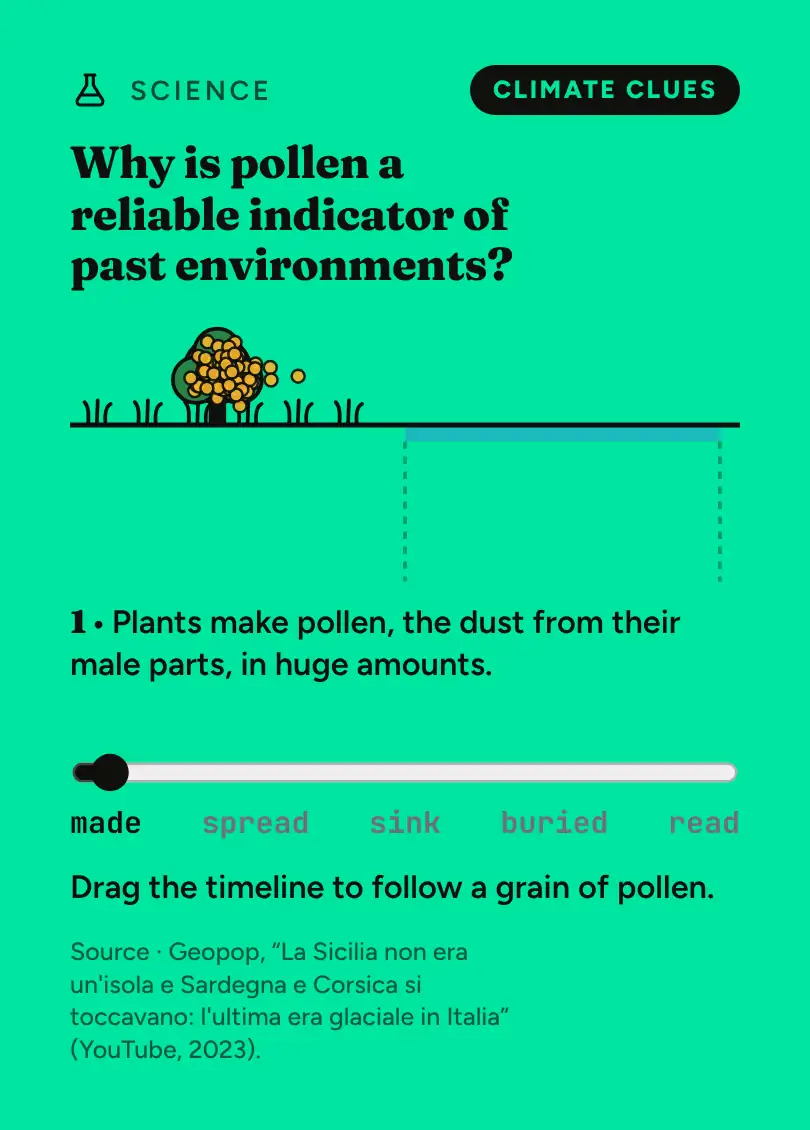 SCIENCE
CLIMATE CLUES
Why is pollen a
reliable indicator of
past environments?
1 • Plants make pollen, the dust from their
male parts, in huge amounts.
made spread sink buried read
Drag the timeline to follow a grain of pollen.
Source · Geopop, “La Sicilia non era
un'isola e Sardegna e Corsica si
toccavano: l'ultima era glaciale in Italia”
(YouTube, 2023).